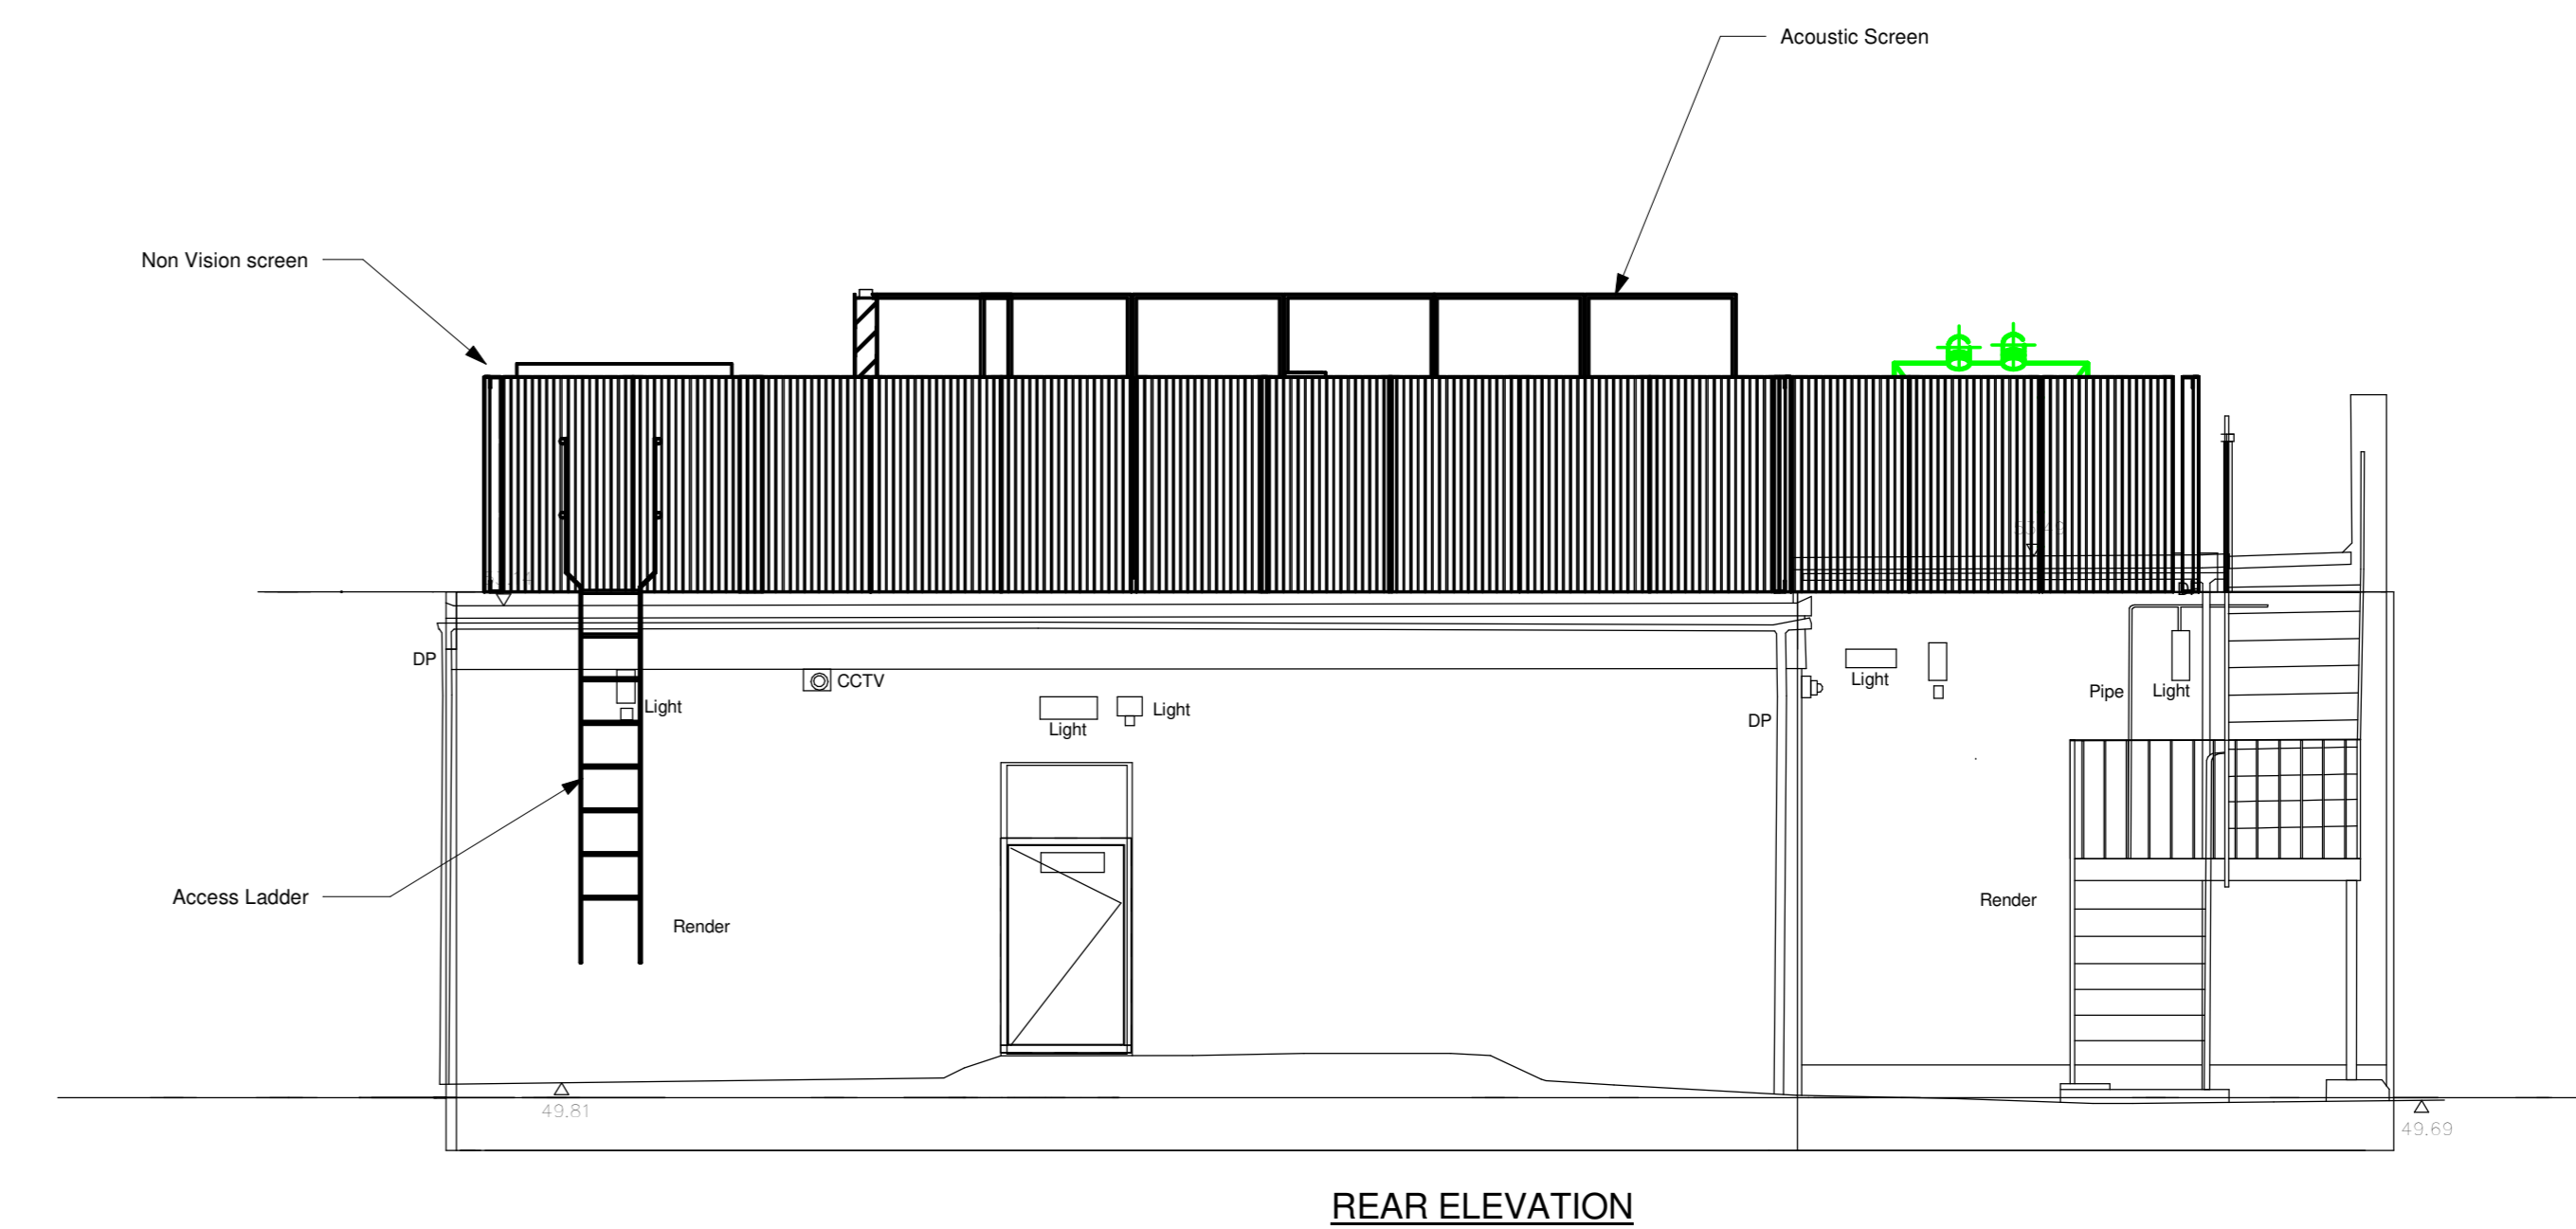 Acoustic Screen
Non Vision screen
DP
CCTV
Light
Light
Light
Light
Pipe
Light
DP
Access Ladder
Render
Render
49.81
49.69
REAR ELEVATION